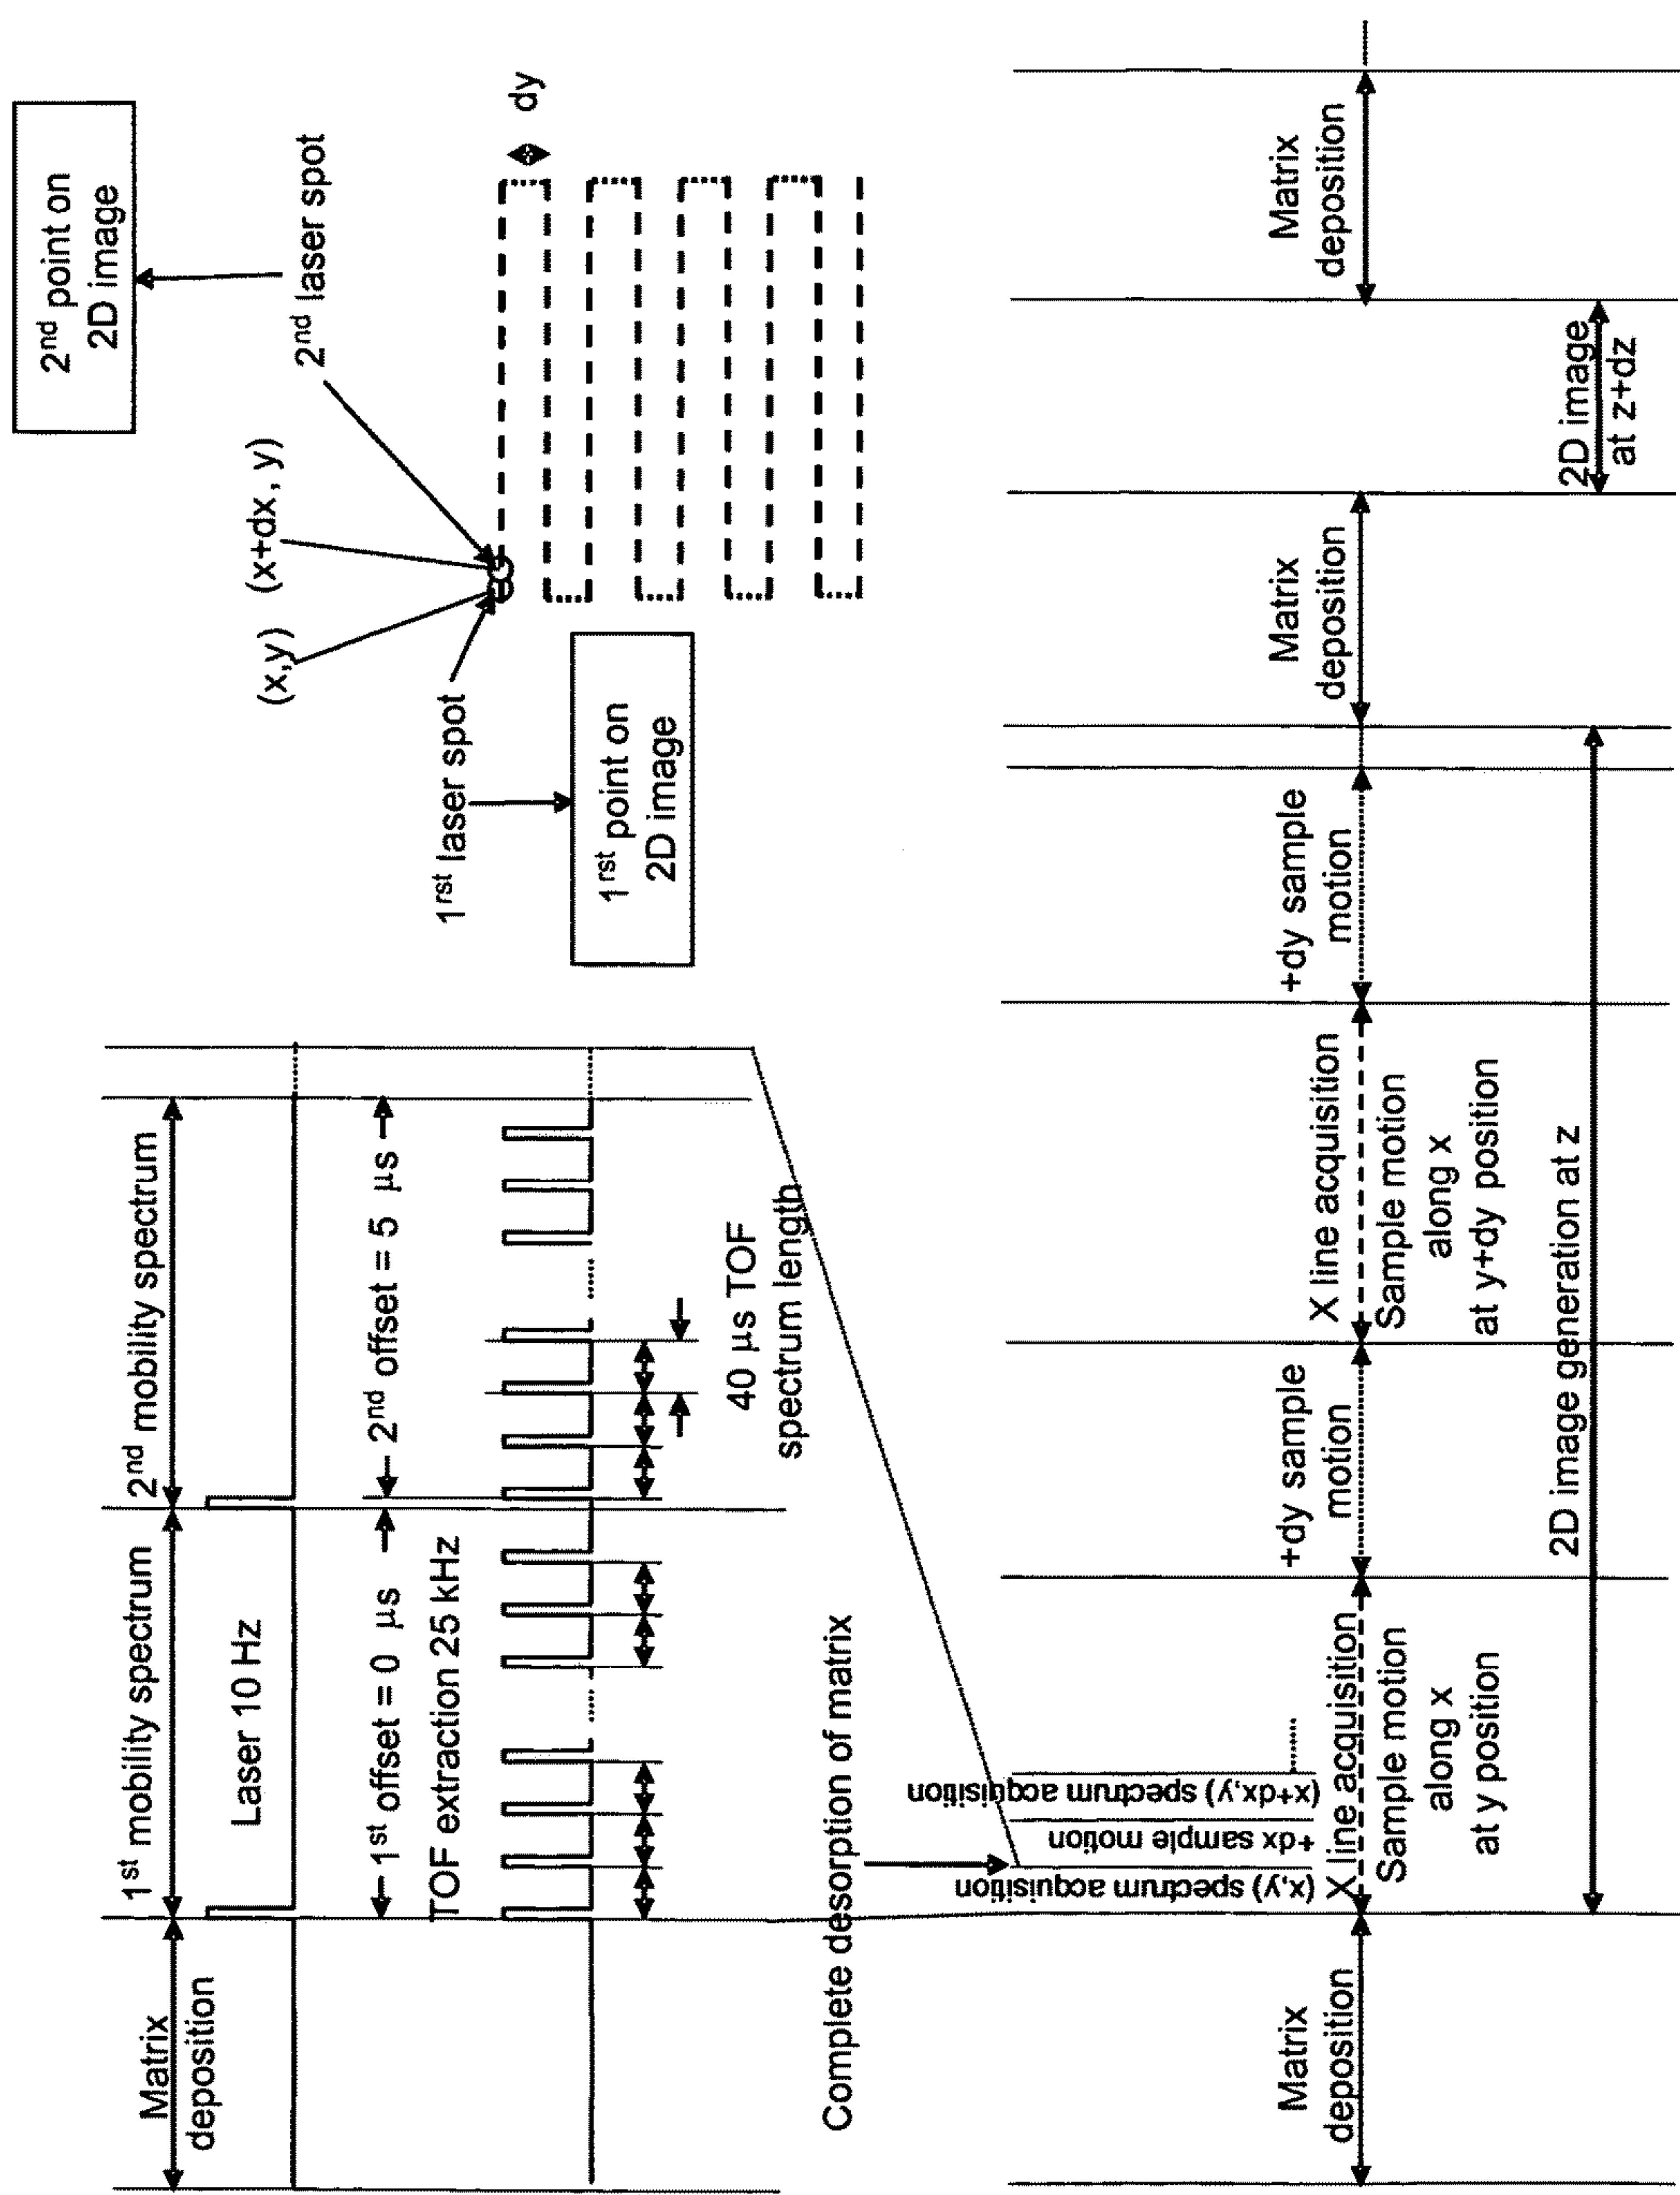 Matrix
deposition
1st mobility spectrum
2nd mobility spectrum
Laser 10 Hz
1st offset = 0 μs
2nd offset = 5 μs
TOF extraction 25 kHz
40 μs TOF
spectrum length
Complete desorption of matrix
2nd point on
2D image
2nd laser spot
(x+dx, y)
(x,y)
dy
1rst laser spot
1rst point on
2D image
(x,y) spectrum acquisition
+dx sample motion
(x+dx,y) spectrum acquisition
Matrix
deposition
X line acquisition
Sample motion
along x
at y position
+dy sample
motion
X line acquisition
Sample motion
along x
at y+dy position
+dy sample
motion
Matrix
deposition
Matrix
deposition
2D image generation at z
2D image
at z+dz